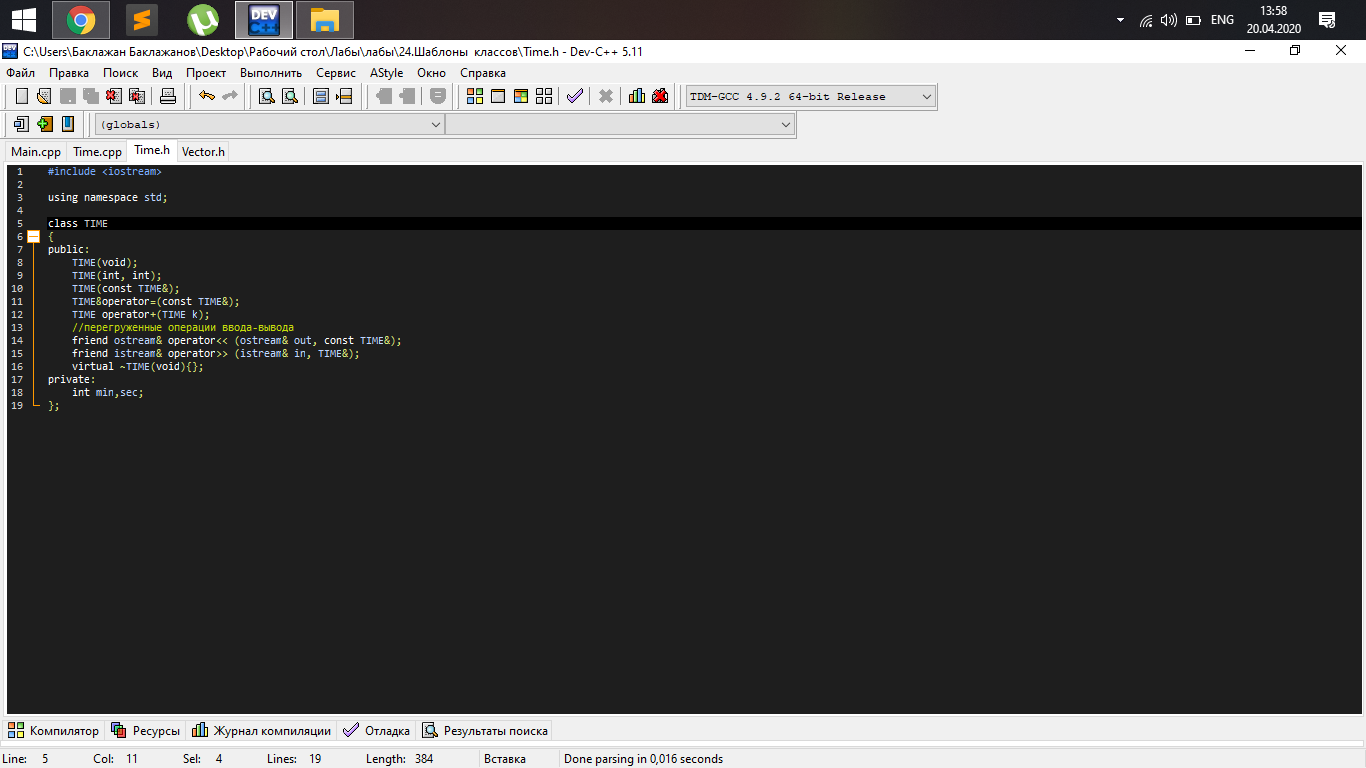 DEV
C++
ENG
13:58
20.04.2020
DEV C:\Users\Баклажан Баклажанов\Desktop\Рабочий стол\Лабы\лабы\24.Шаблоны  классов\Time.h - Dev-C++ 5.11
Файл Правка Поиск Вид Проект Выполнить Сервис AStyle Окно Справка
TDM-GCC 4.9.2 64-bit Release
(globals)
Main.cpp Time.cpp Time.h Vector.h
1 #include <iostream>
2
3 using namespace std;
4
5 class TIME
6 {
7 public:
8     TIME(void);
9     TIME(int, int);
10     TIME(const TIME&);
11     TIME&operator=(const TIME&);
12     TIME operator+(TIME k);
13     //перегруженные операции ввода-вывода
14     friend ostream& operator<< (ostream& out, const TIME&);
15     friend istream& operator>> (istream& in, TIME&);
16     virtual ~TIME(void){};
17 private:
18     int min,sec;
19 };
Компилятор Ресурсы Журнал компиляции Отладка Результаты поиска
Line: 5 Col: 11 Sel: 4 Lines: 19 Length: 384 Вставка Done parsing in 0,016 seconds